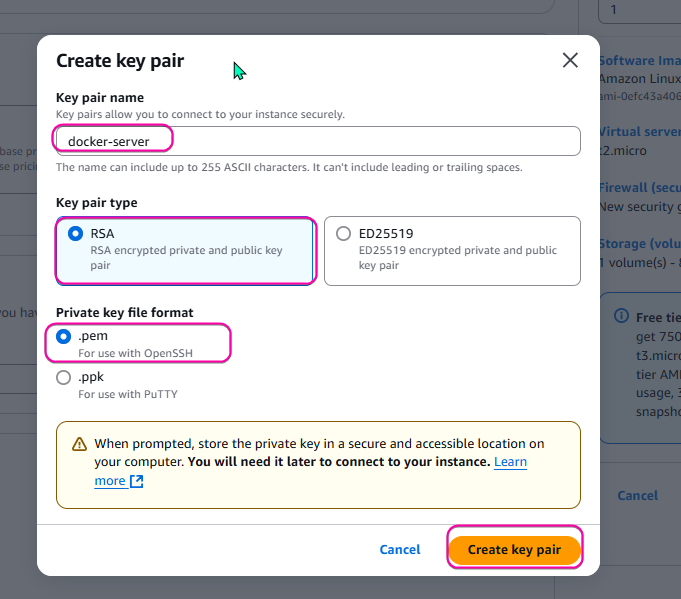 1
Create key pair
Key pair name
Key pairs allow you to connect to your instance securely.
docker-server
The name can include up to 255 ASCII characters. It can't include leading or trailing spaces.
Key pair type
RSA
RSA encrypted private and public key
pair
ED25519
ED25519 encrypted private and public
key pair
Private key file format
.pem
For use with OpenSSH
.ppk
For use with PuTTY
When prompted, store the private key in a secure and accessible location on
your computer. You will need it later to connect to your instance. Learn
more
Cancel
Create key pair
Software Ima
Amazon Linux
ami-0efc43a406
Virtual server
t2.micro
Firewall (secu
New security g
Storage (volu
1 volume(s) - 8
Free tie
get 750
t3.micro
tier AMI
usage, 3
snapsho
Cancel
base pr
se pricin
ou hav